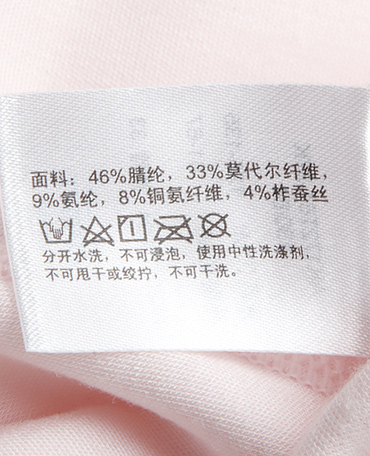 面料：46%腈纶，33%莫代尔纤维，
9%氨纶，8%铜氨纤维，4%柞蚕丝
分开水洗，不可浸泡，使用中性洗涤剂，
不可甩干或绞拧，不可干洗。